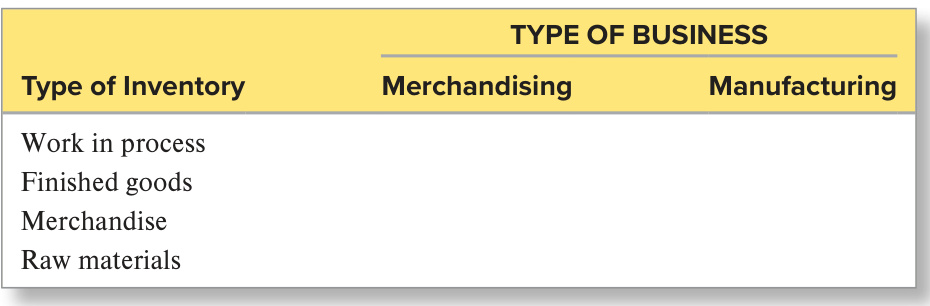 TYPE OF BUSINESS
Type of Inventory Merchandising Manufacturing
Work in process
Finished goods
Merchandise
Raw materials